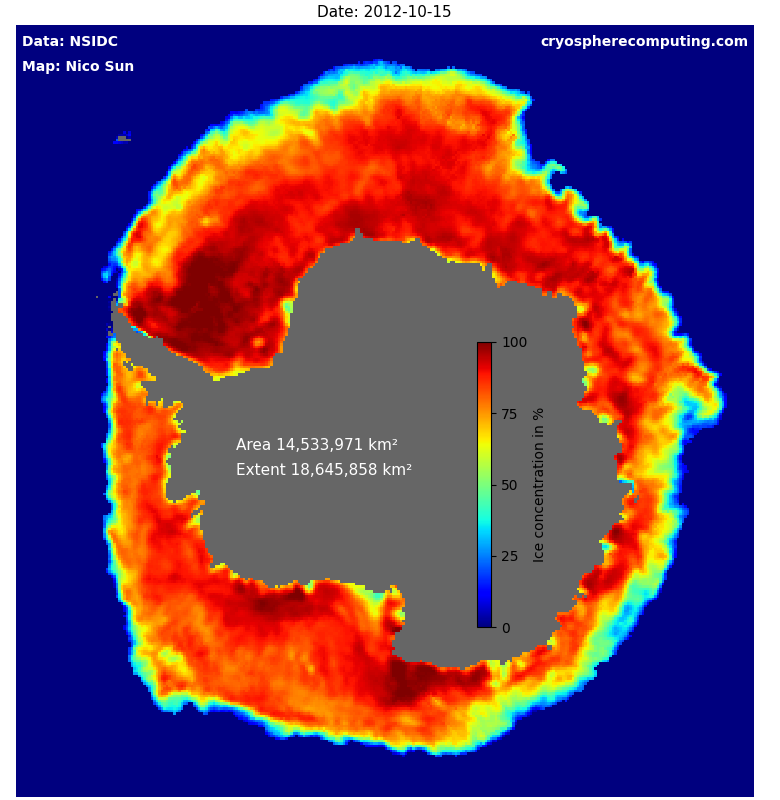 Date: 2012-10-15
Data: NSIDC
cryospherecomputing.com
Map: Nico Sun
100
75
50
25
0
Ice concentration in %
Area 14,533,971 km²
Extent 18,645,858 km²